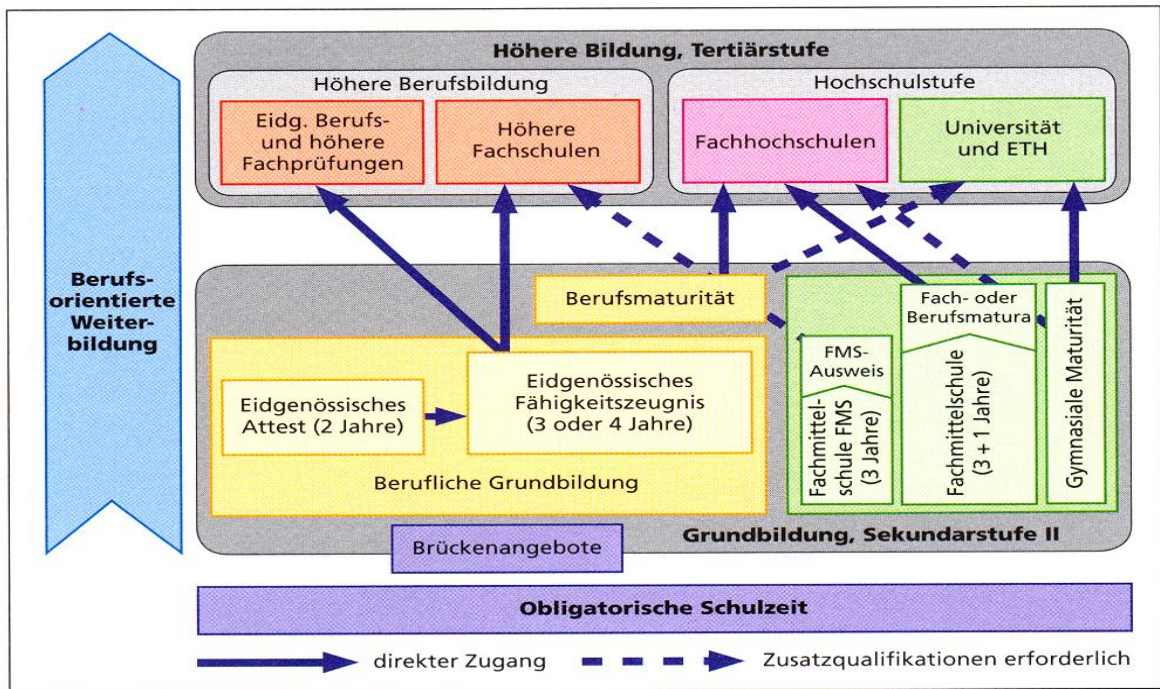 Höhere Bildung, Tertiärstufe
Höhere Berufsbildung
Hochschulstufe
Eidg. Berufs-
und höhere
Fachprüfungen
Höhere
Fachschulen
Fachhochschulen
Universität
und ETH
Berufs-
orientierte
Weiter-
bildung
Berufsmaturität
Fach- oder
Berufsmatura
FMS-
Ausweis
Eidgenössisches
Attest (2 Jahre)
Eidgenössisches
Fähigkeitszeugnis
(3 oder 4 Jahre)
Fachmittel-
schule FMS
(3 Jahre)
Fachmittelschule
(3 + 1 Jahre)
Gymnasiale Maturität
Berufliche Grundbildung
Grundbildung, Sekundarstufe II
Brückenangebote
Obligatorische Schulzeit
direkter Zugang
Zusatzqualifikationen erforderlich